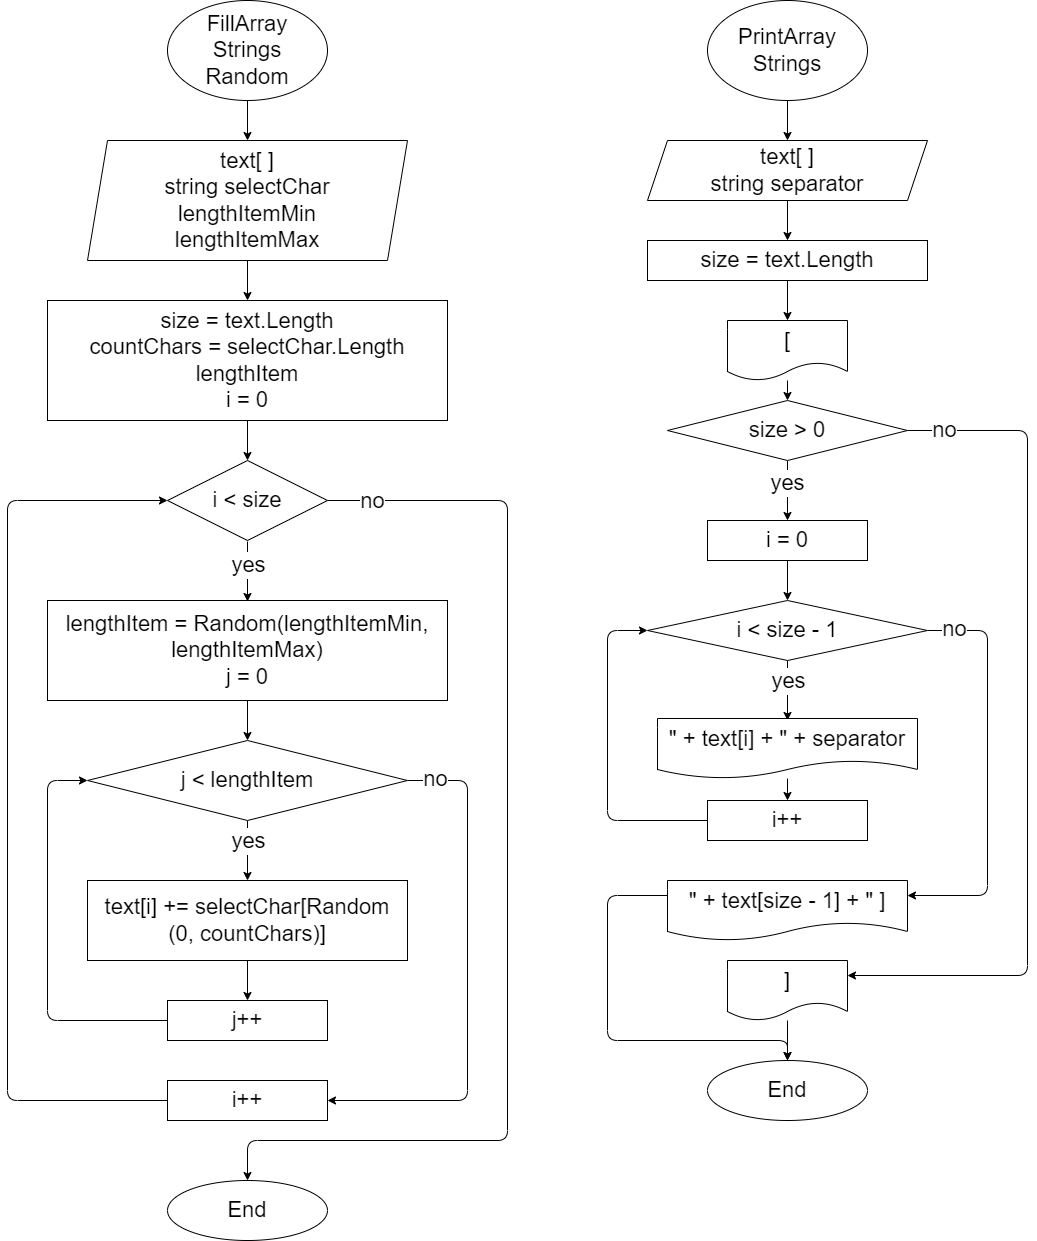 FillArray
Strings
Random
text[ ]
string selectChar
lengthItemMin
lengthItemMax
size = text.Length
countChars = selectChar.Length
lengthItem
i = 0
i < size
no
yes
lengthItem = Random(lengthItemMin,
lengthItemMax)
j = 0
j < lengthItem
no
yes
text[i] += selectChar[Random
(0, countChars)]
j++
i++
End
PrintArray
Strings
text[ ]
string separator
size = text.Length
[
size > 0
no
yes
i = 0
i < size - 1
no
yes
" + text[i] + " + separator
i++
" + text[size - 1] + " ]
]
End